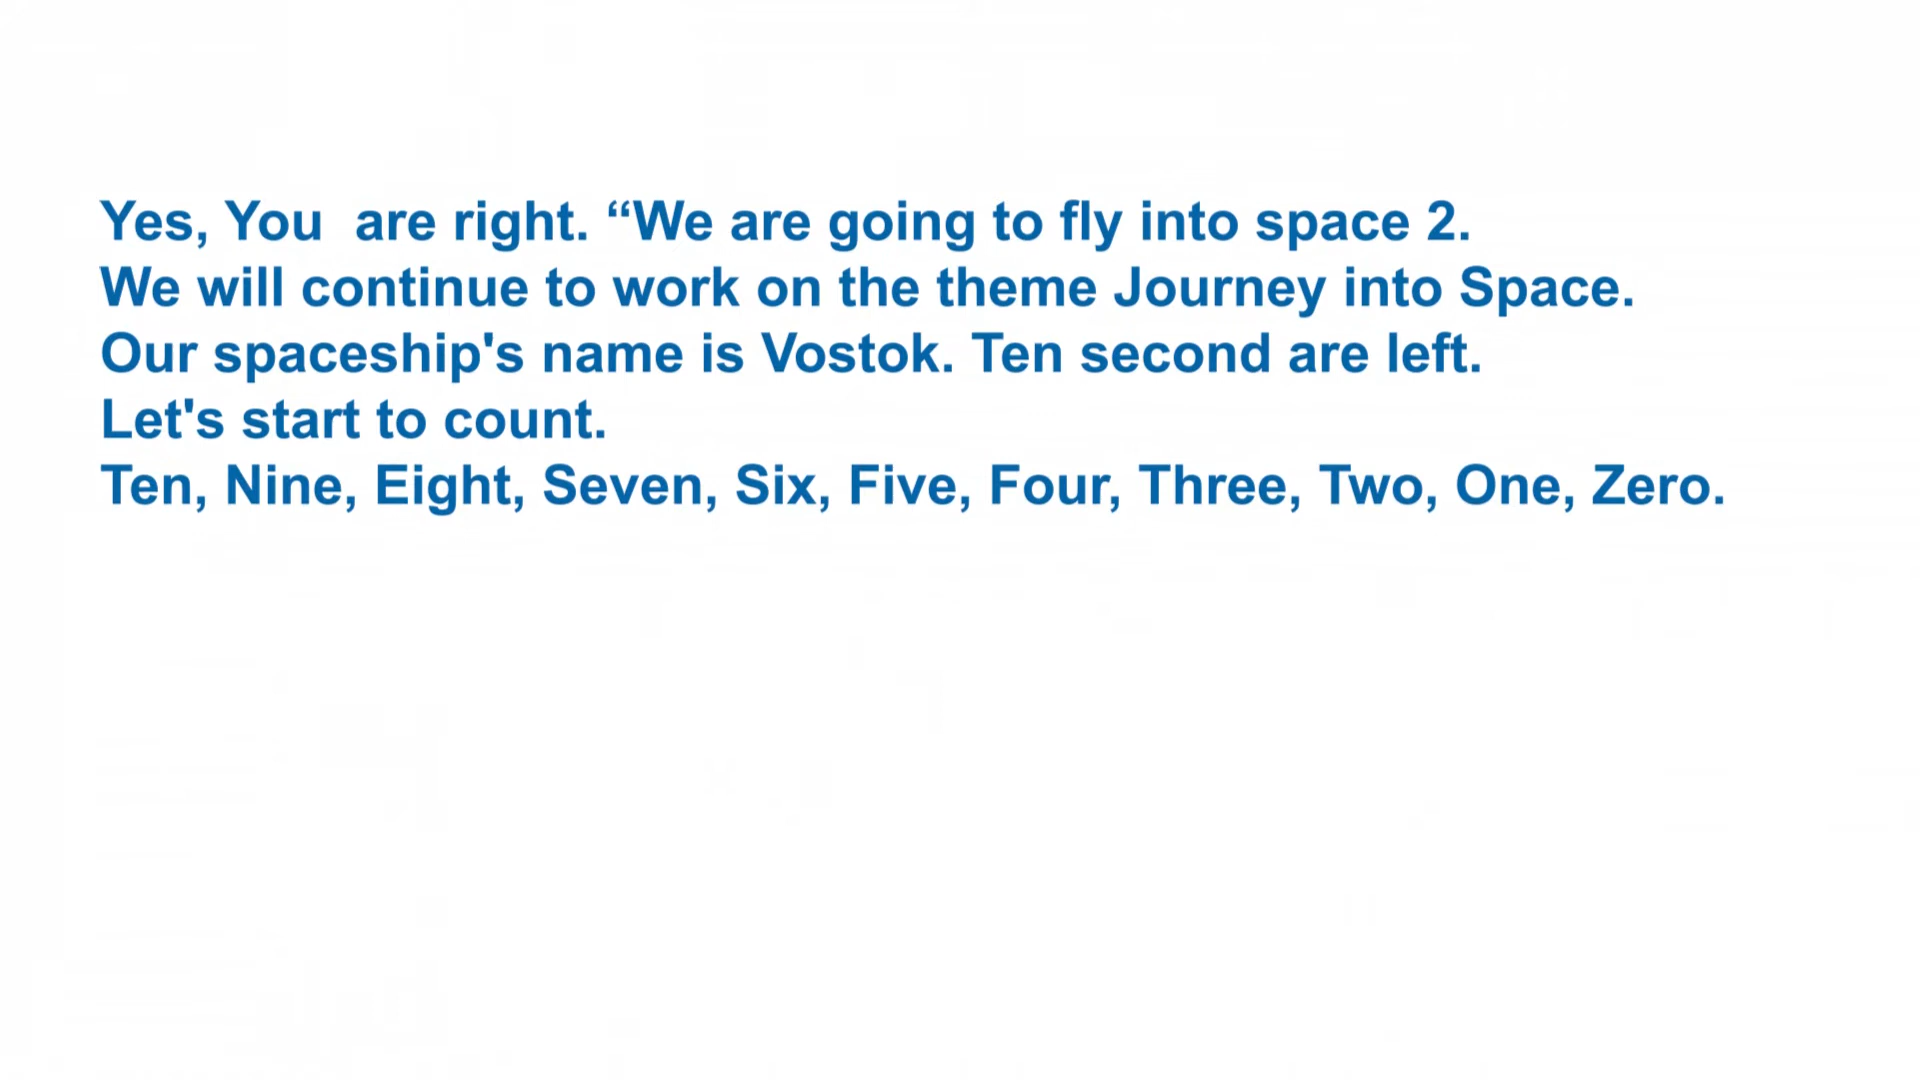 Yes, You  are right. “We are going to fly into space 2.
We will continue to work on the theme Journey into Space.
Our spaceship's name is Vostok. Ten second are left.
Let's start to count.
Ten, Nine, Eight, Seven, Six, Five, Four, Three, Two, One, Zero.